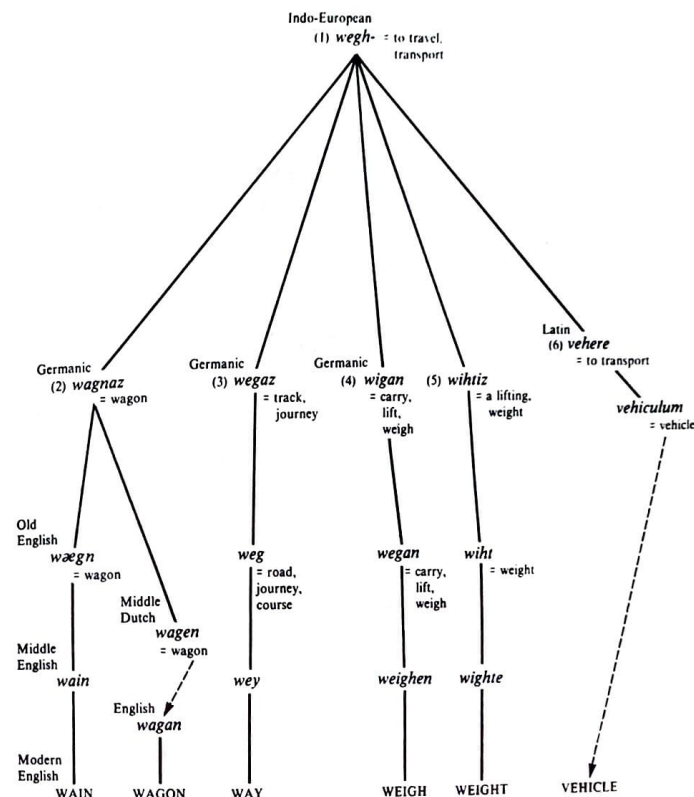 Indo-European
(1) wegh- = to travel,
transport
Latin
(6) vehere
= to transport
Germanic
(2) wagnaz
= wagon
Germanic
(3) wegaz
= track,
journey
Germanic
(4) wigan
= carry,
lift,
weigh
(5) wihtiz
= a lifting,
weight
vehiculum
= vehicle
Old
English
wægn
= wagon
weg
= road,
journey,
course
wegan
= carry,
lift,
weigh
wiht
= weight
Middle
Dutch
wagen
= wagon
Middle
English
wain
wey
weighen
wighte
English
wagan
Modern
English
WAIN
WAGON
WAY
WEIGH
WEIGHT
VEHICLE